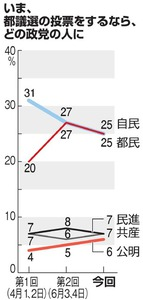 いま、
都議選の投票をするなら、
どの政党の人に
40
%
31
30
27
25 自民
27
25 都民
20
20
10
8
7 民進
7
6
7 共産
7
5
6 公明
4
0
第1回 第2回 今回
(4月1,2日) (6月3,4日)